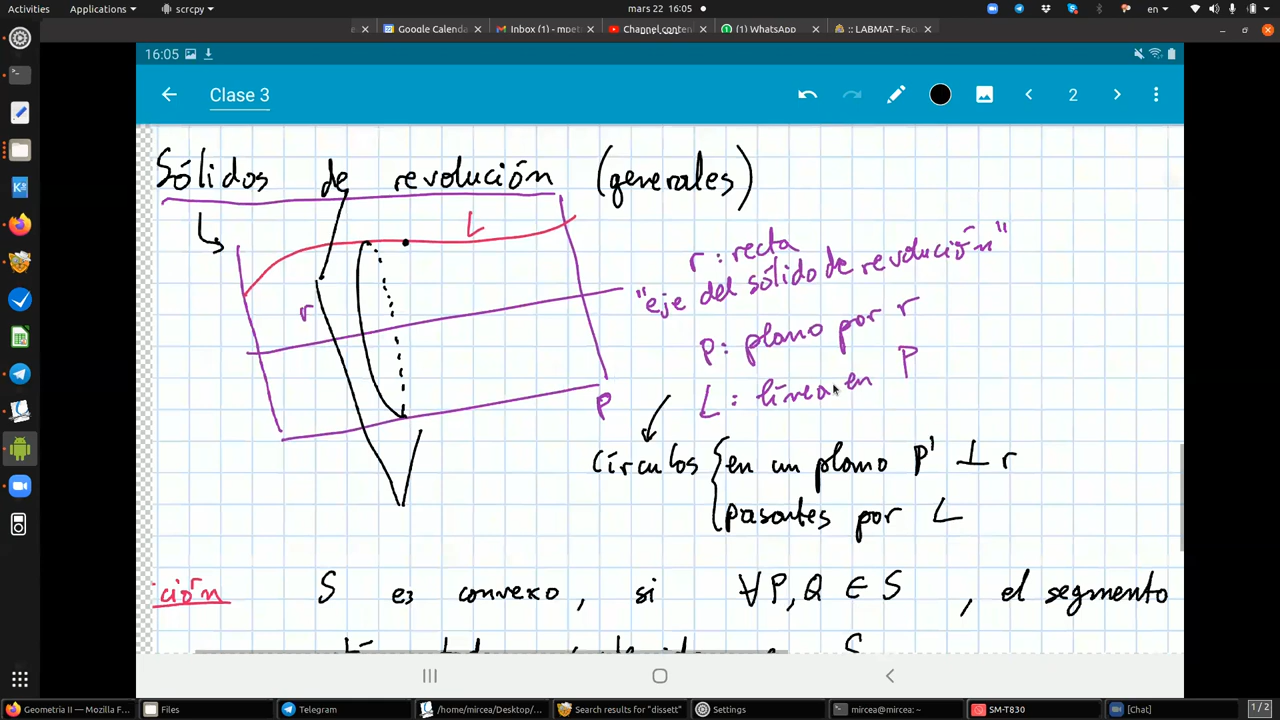 Activities
Applications
scrcpy
mars 22 16:05
en
Google Calenda
Inbox (1) - mpet
Channel content
(1) WhatsApp
:: LABMAT - Fac
16:05
Clase 3
2
Sólidos de revolución (generales)
L
r : recta
"eje del sólido de revolución"
r
p: plano por r
P
L : línea en P
Círculos en un plano P' ⊥ r
pasantes por L
ción S es convexo, si ∀P, Q ∈ S, el segmento
S
Geometria II — Mozilla F...
Files
Telegram
/home/mircea/Desktop/...
Search results for "dissett"...
Settings
mircea@mircea: ~
SM-T830
[Chat]
1 / 2